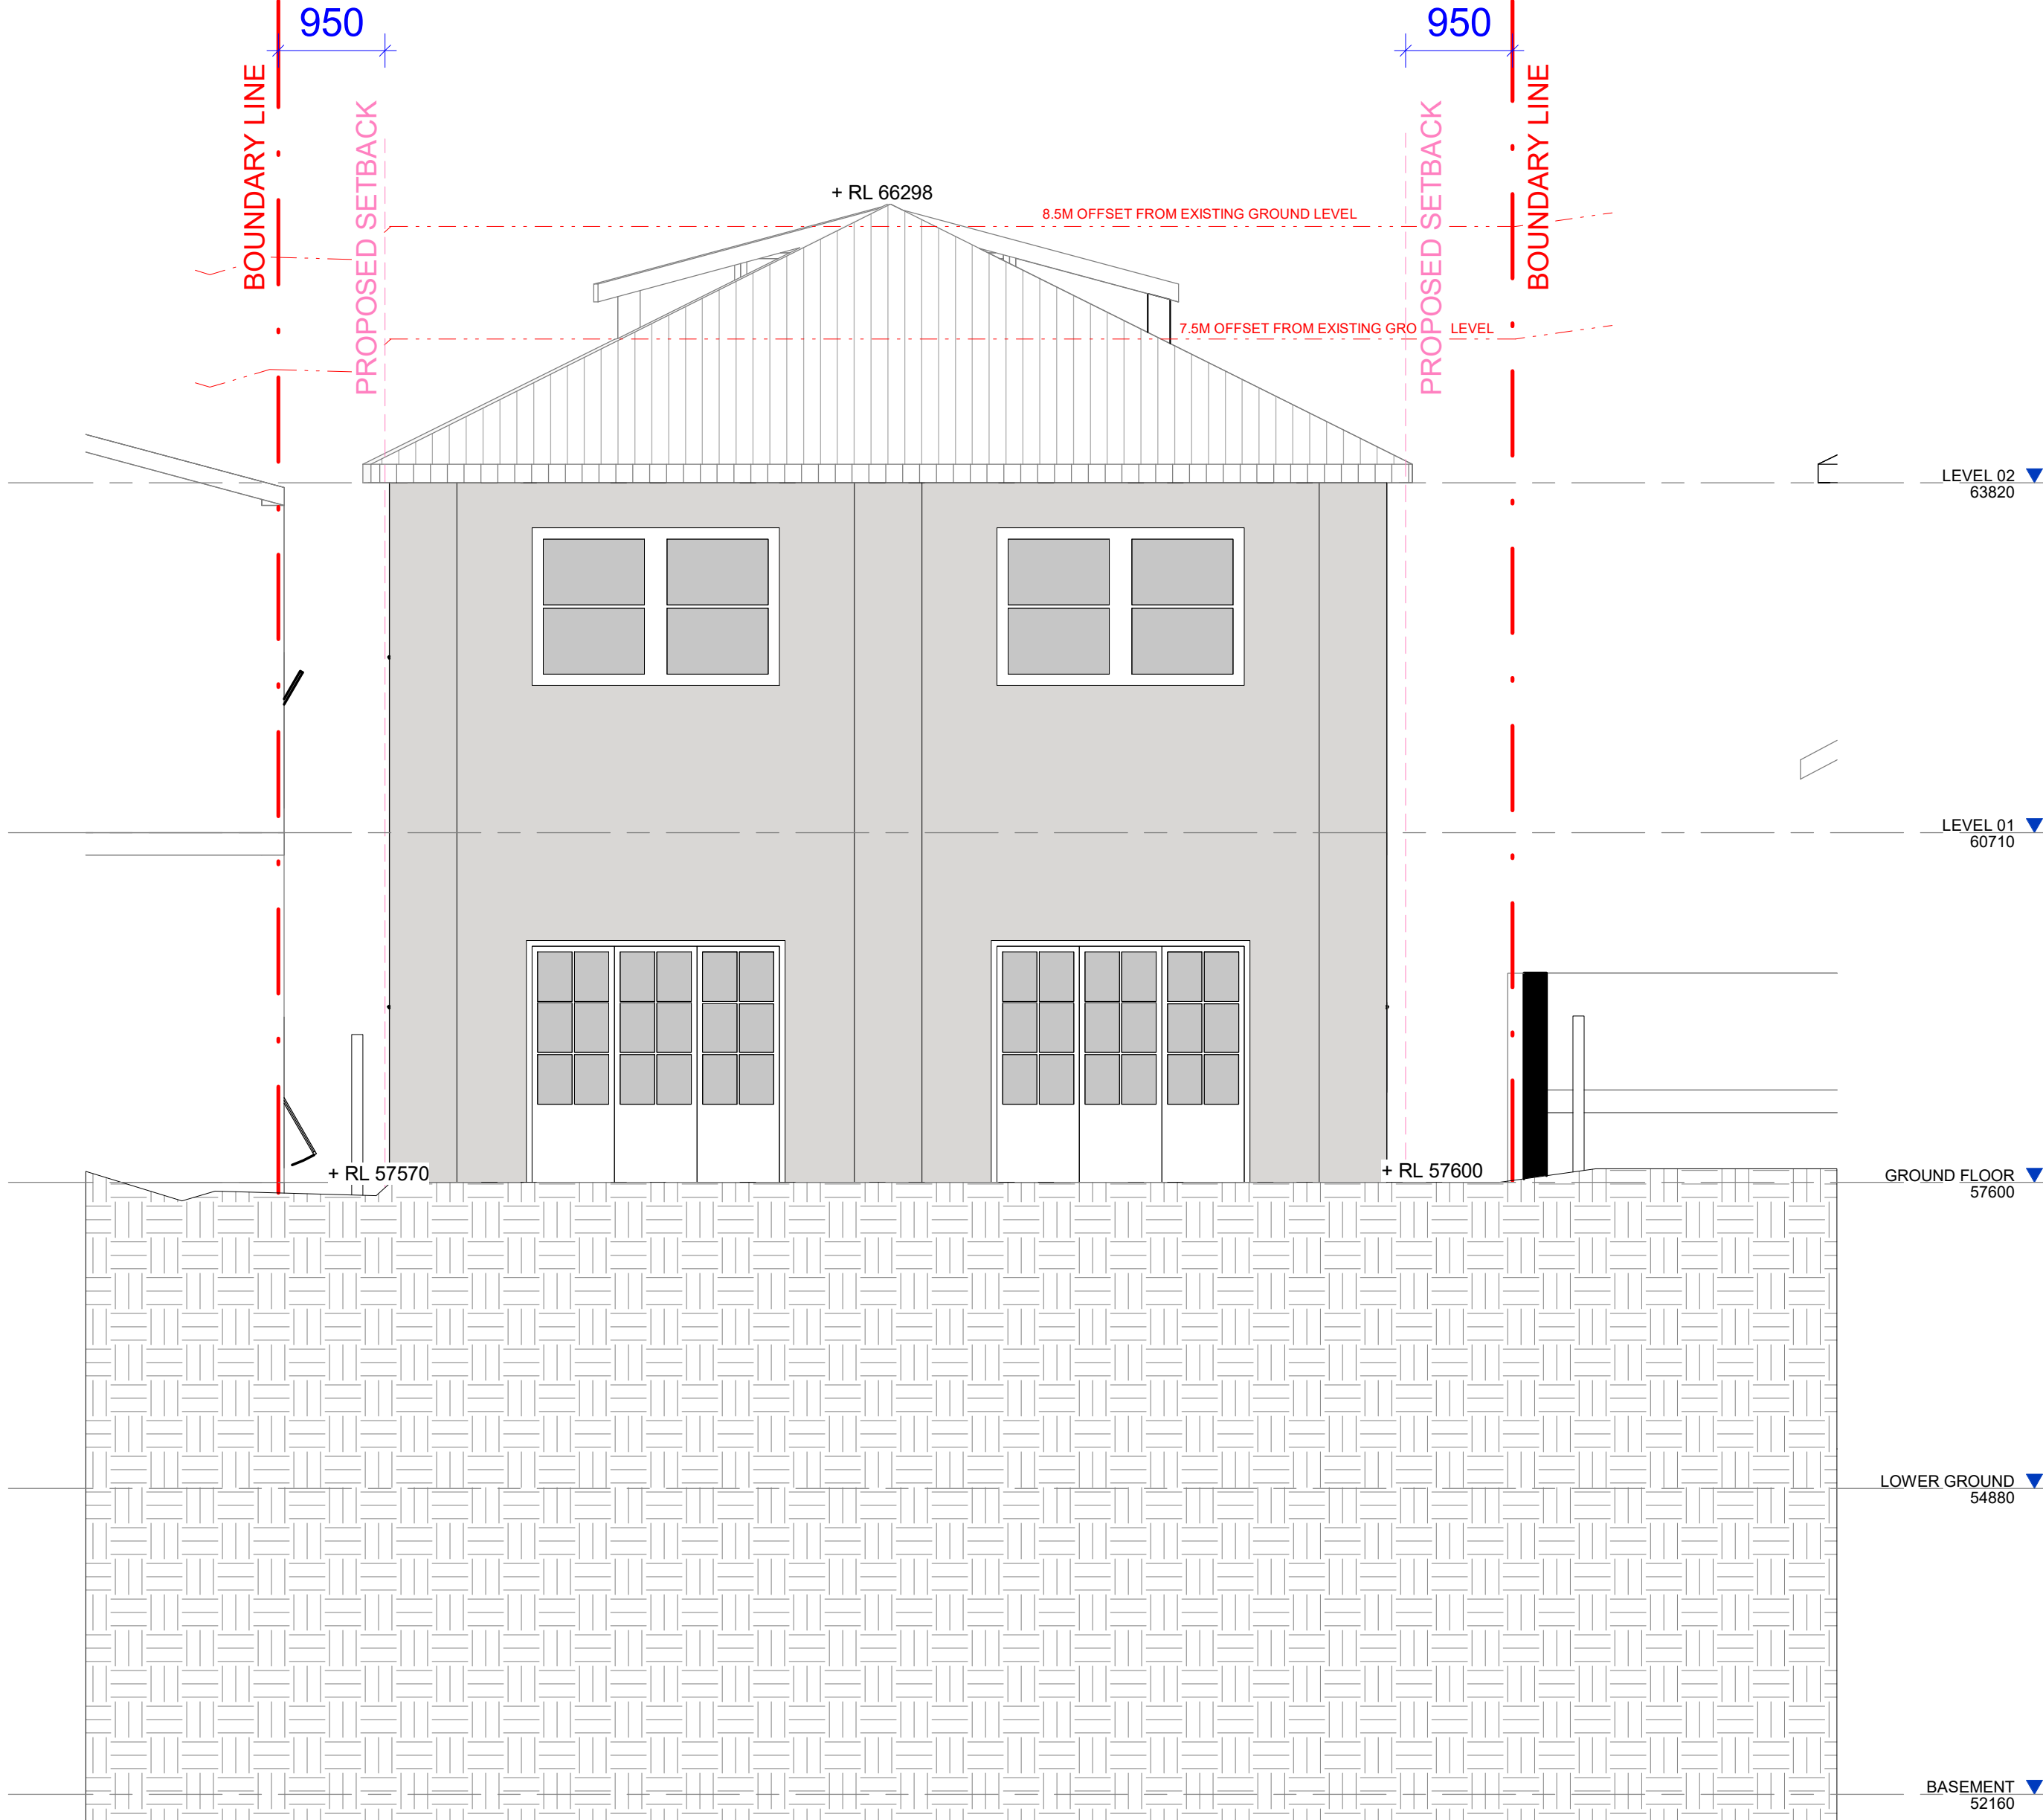 950
950
BOUNDARY LINE
PROPOSED SETBACK
PROPOSED SETBACK
BOUNDARY LINE
+ RL 66298
8.5M OFFSET FROM EXISTING GROUND LEVEL
7.5M OFFSET FROM EXISTING GRO LEVEL
LEVEL 02
63820
LEVEL 01
60710
+ RL 57570
+ RL 57600
GROUND FLOOR
57600
LOWER GROUND
54880
BASEMENT
52160